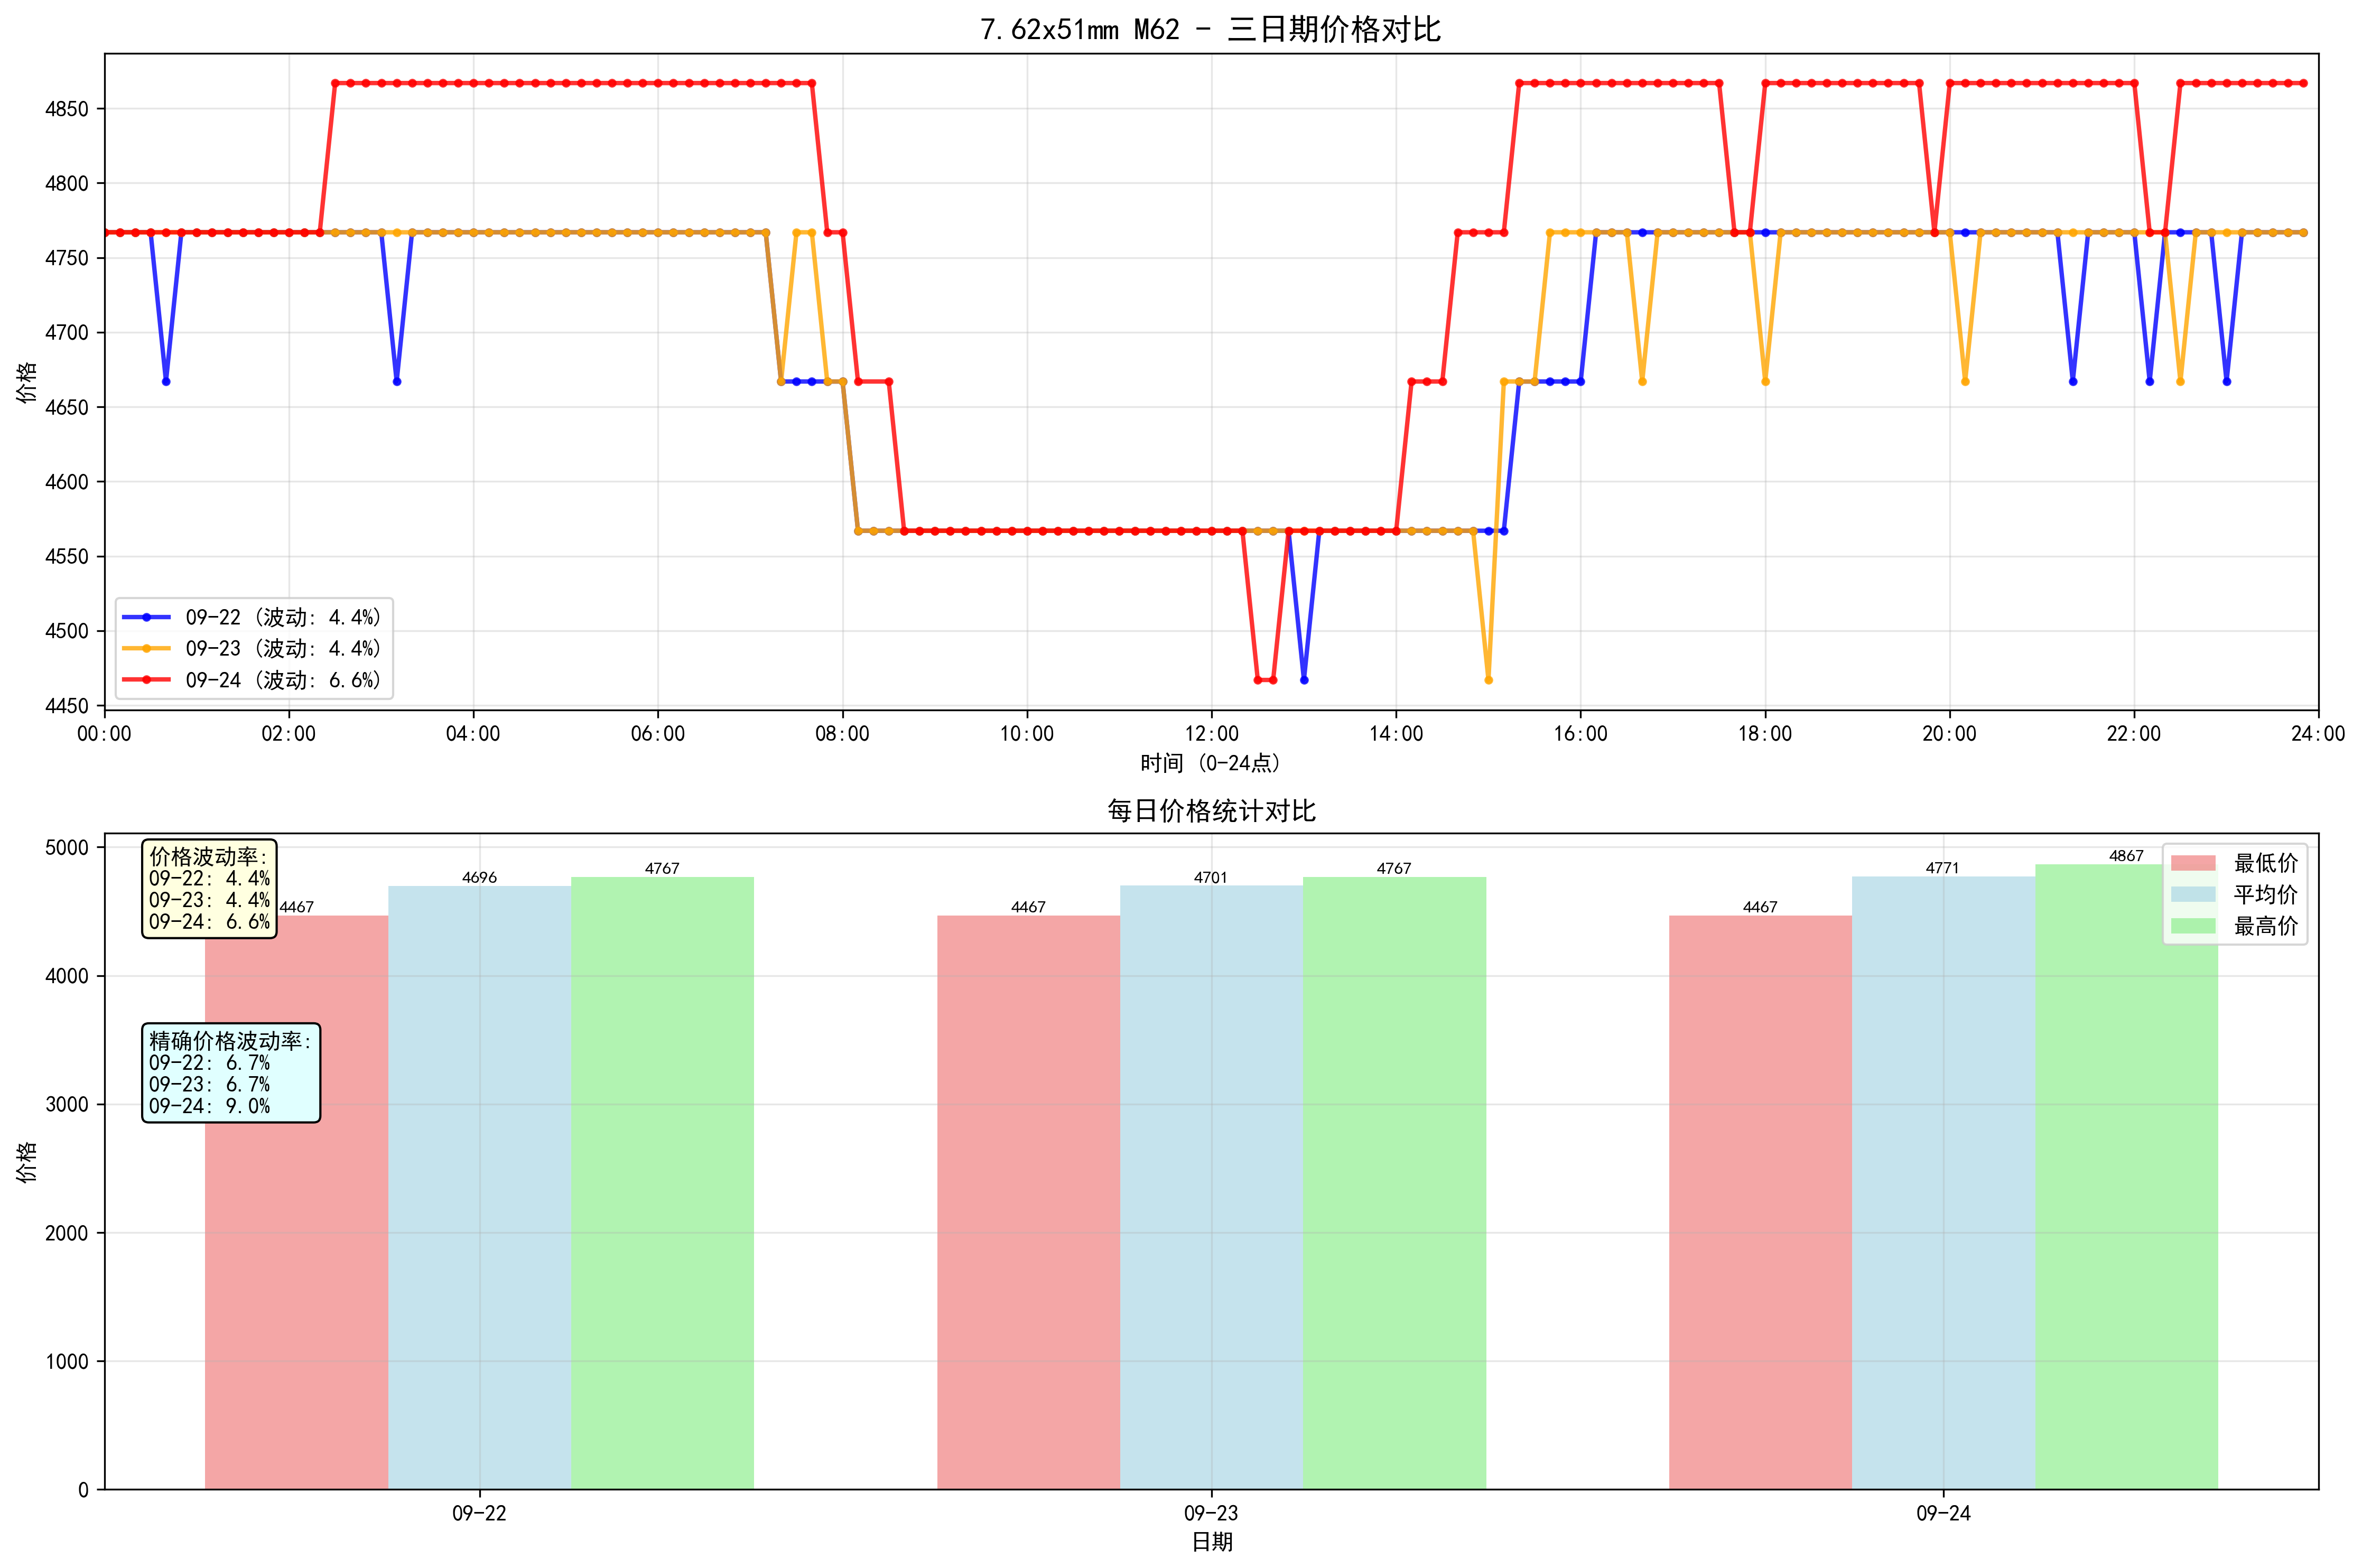 7.62x51mm M62 - 三日期价格对比
价格
4850
4800
4750
4700
4650
4600
4550
4500
4450
09-22 (波动: 4.4%)
09-23 (波动: 4.4%)
09-24 (波动: 6.6%)
00:00 02:00 04:00 06:00 08:00 10:00 12:00 14:00 16:00 18:00 20:00 22:00 24:00
时间 (0-24点)
每日价格统计对比
价格
5000
4000
3000
2000
1000
0
价格波动率:
09-22: 4.4%
09-23: 4.4%
09-24: 6.6%
精确价格波动率:
09-22: 6.7%
09-23: 6.7%
09-24: 9.0%
4467 4696 4767 4467 4701 4767 4467 4771 4867
最低价
平均价
最高价
09-22 09-23 09-24
日期